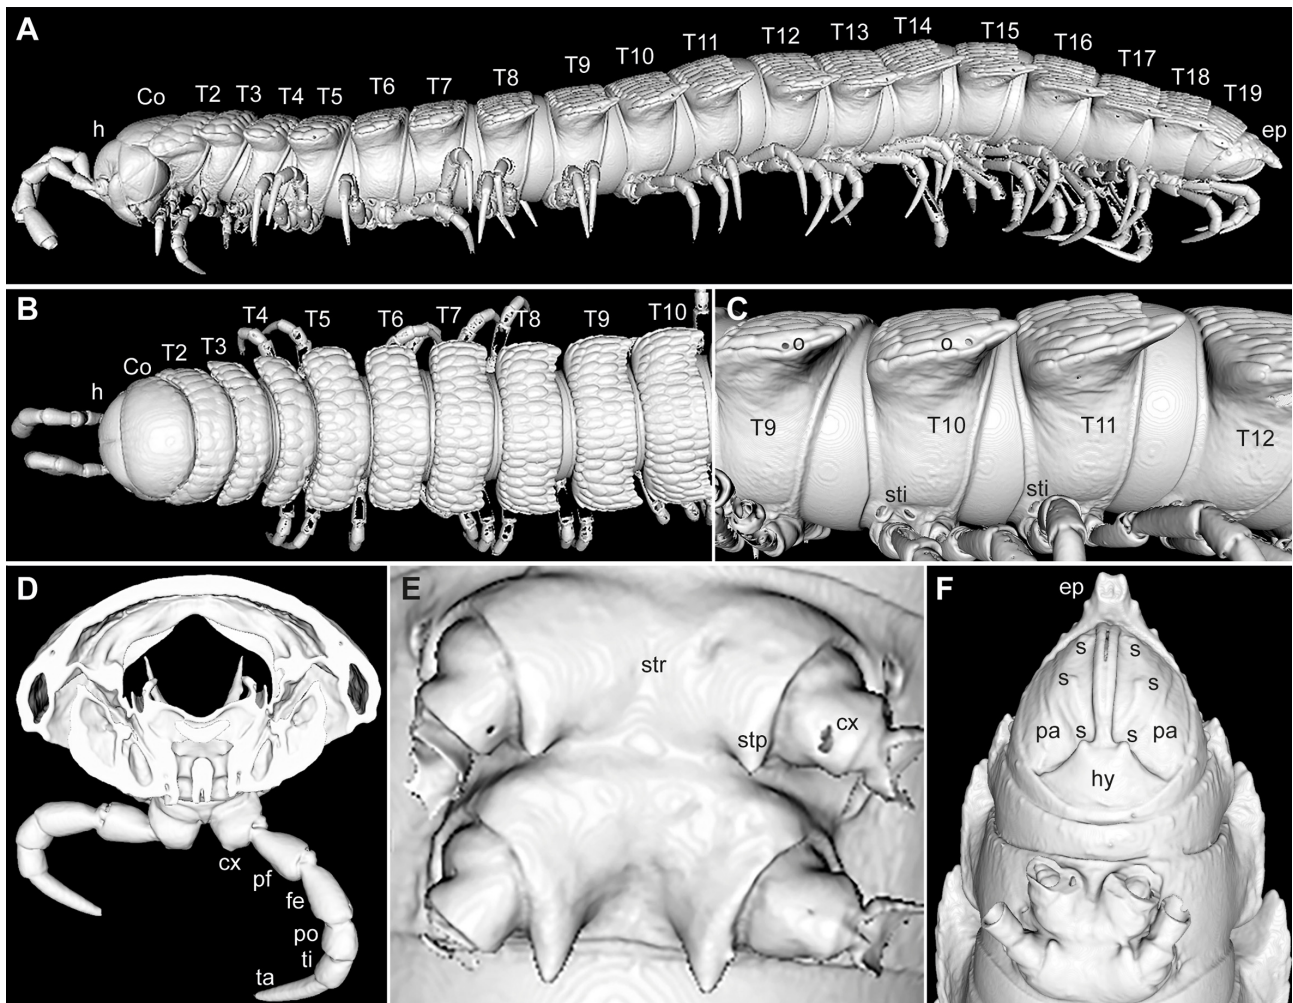 A
h
Co
T2
T3
T4
T5
T6
T7
T8
T9
T10
T11
T12
T13
T14
T15
T16
T17
T18
T19
ep
B
h
Co
T2
T3
T4
T5
T6
T7
T8
T9
T10
C
o
o
T9
T10
T11
T12
sti
sti
D
cx
pf
fe
po
ti
ta
E
str
stp
cx
F
ep
s s
s s
pa s s pa
hy